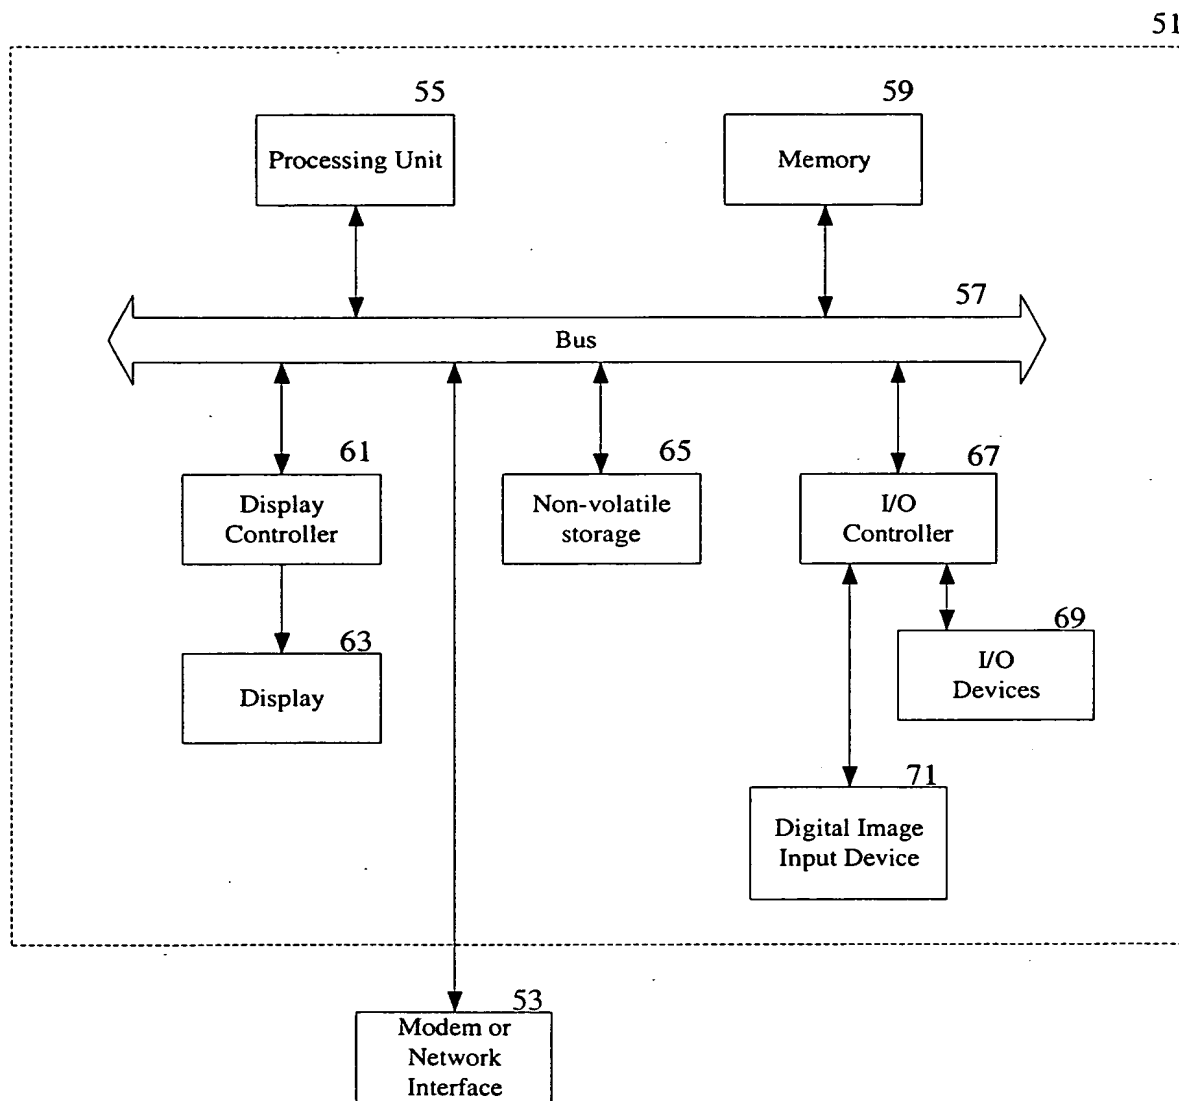 51
55
Processing Unit
59
Memory
57
Bus
61
Display
Controller
65
Non-volatile
storage
67
I/O
Controller
63
Display
69
I/O
Devices
71
Digital Image
Input Device
53
Modem or
Network
Interface